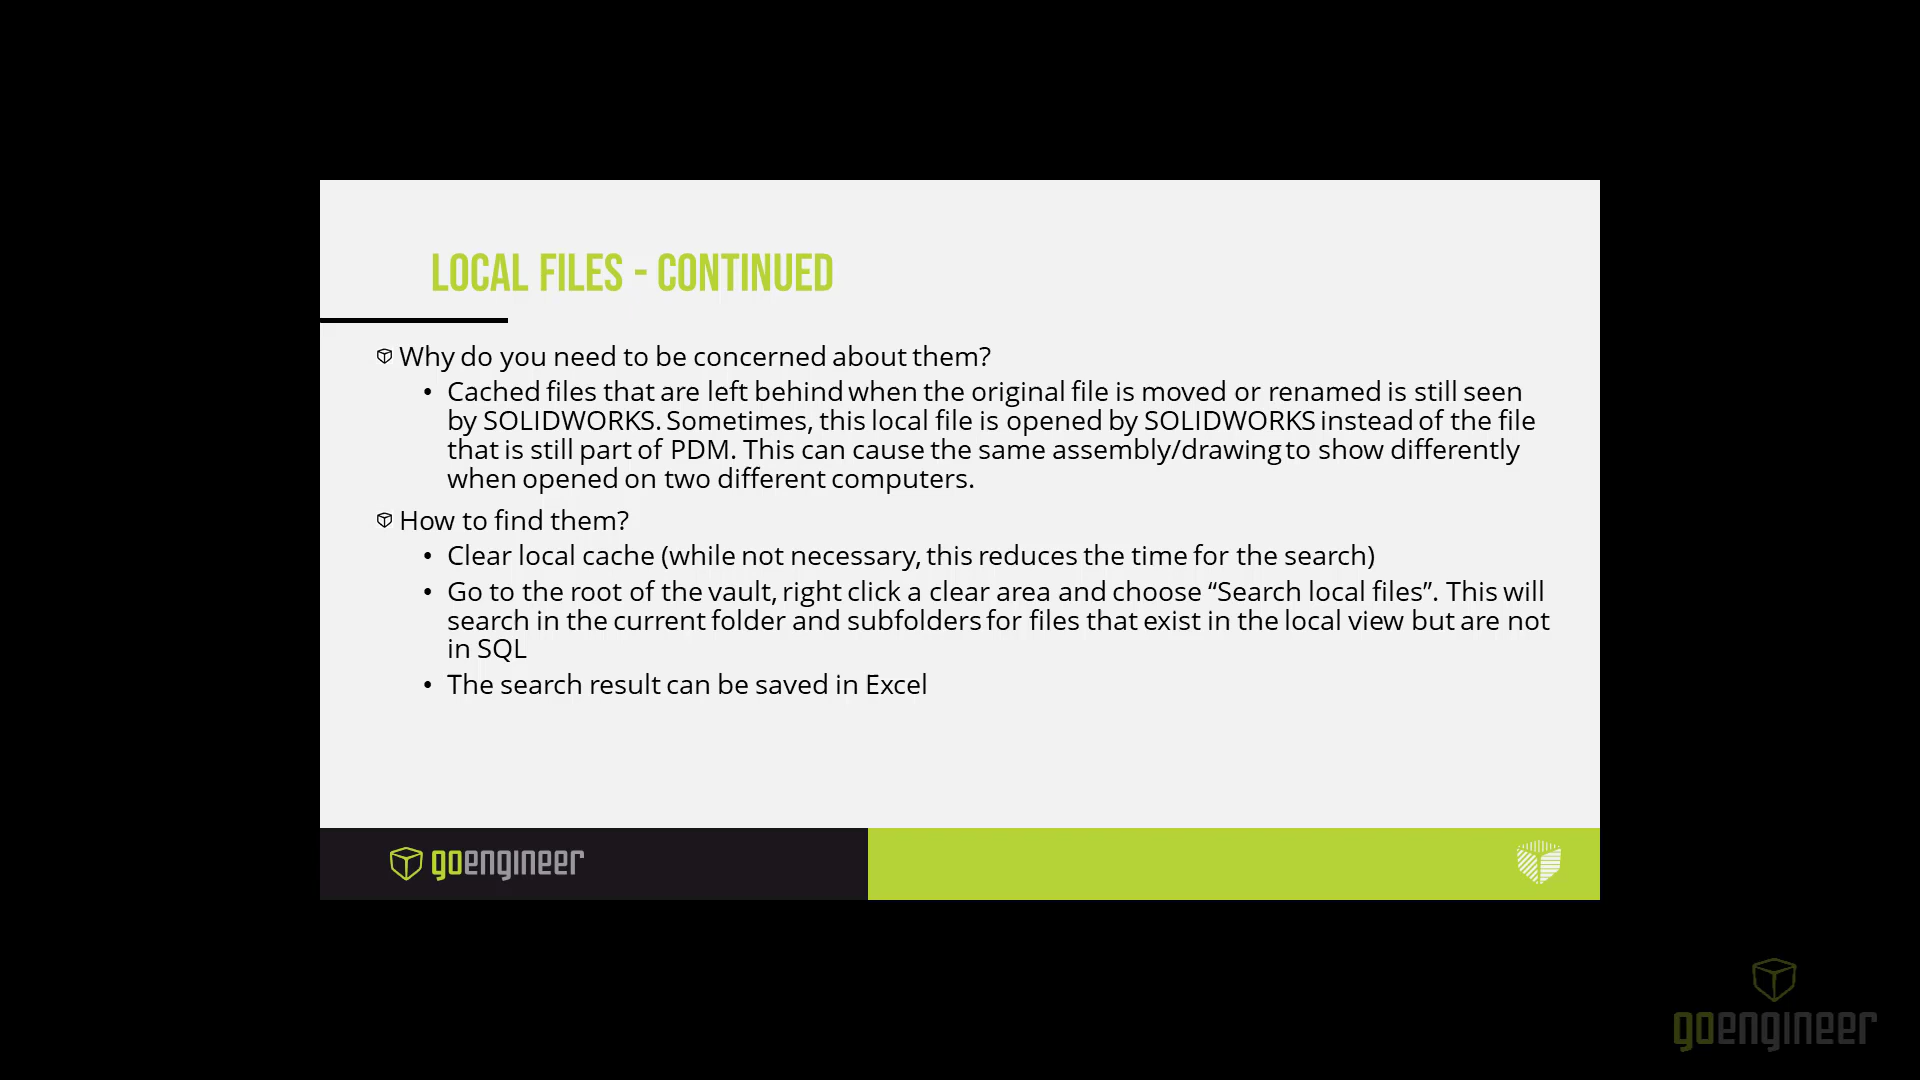 LOCAL FILES - CONTINUED
Why do you need to be concerned about them?
• Cached files that are left behind when the original file is moved or renamed is still seen
by SOLIDWORKS. Sometimes, this local file is opened by SOLIDWORKS instead of the file
that is still part of PDM. This can cause the same assembly/drawing to show differently
when opened on two different computers.
How to find them?
• Clear local cache (while not necessary, this reduces the time for the search)
• Go to the root of the vault, right click a clear area and choose “Search local files”. This will
search in the current folder and subfolders for files that exist in the local view but are not
in SQL
• The search result can be saved in Excel
goengineer
goengineer